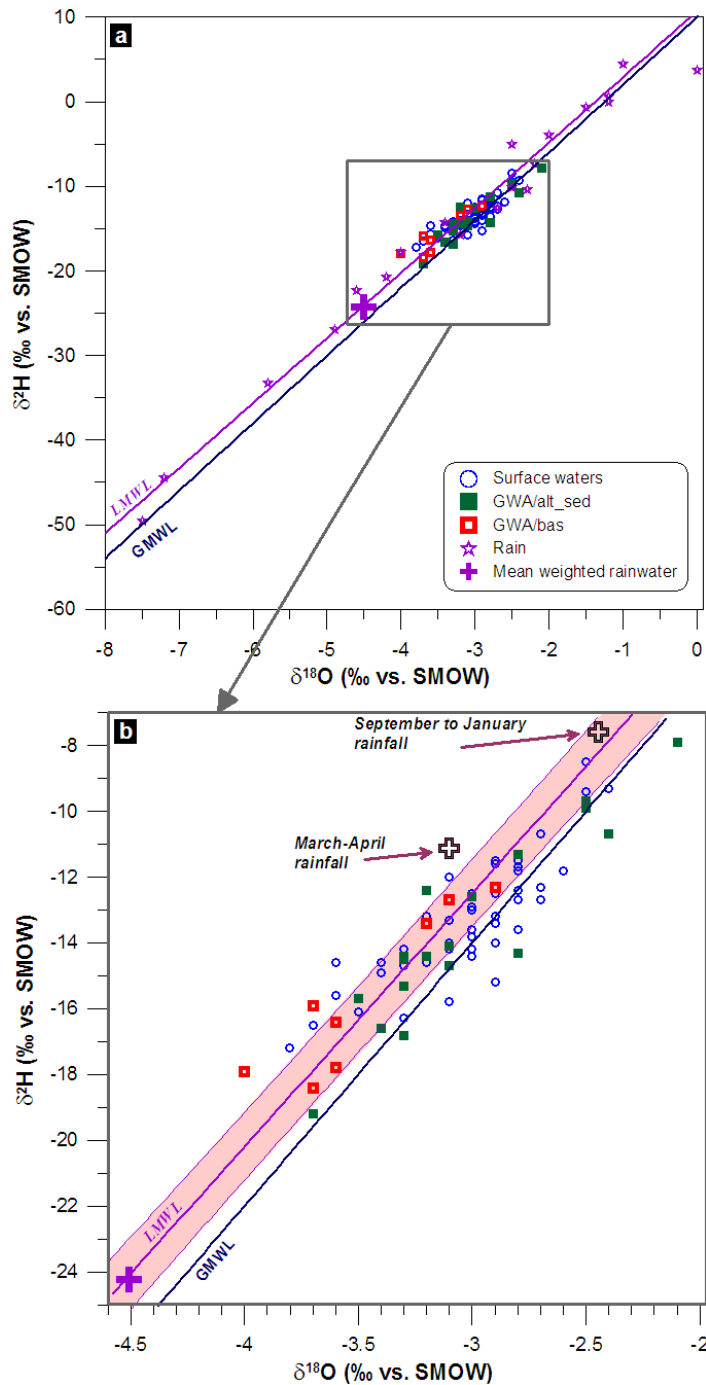 a
10
0
-10
-20
-30
-40
-50
-60
δ²H (‰ vs. SMOW)
LMWL
GMWL
Surface waters
GWA/alt_sed
GWA/bas
Rain
Mean weighted rainwater
-8 -7 -6 -5 -4 -3 -2 -1 0
δ¹⁸O (‰ vs. SMOW)
b
September to January
rainfall
March-April
rainfall
-8
-10
-12
-14
-16
-18
-20
-22
-24
δ²H (‰ vs. SMOW)
LMWL
GMWL
-4.5 -4 -3.5 -3 -2.5 -2
δ¹⁸O (‰ vs. SMOW)